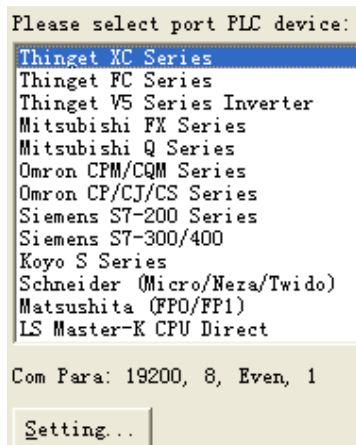 Please select port PLC device:
Thinget XC Series
Thinget FC Series
Thinget V5 Series Inverter
Mitsubishi FX Series
Mitsubishi Q Series
Omron CPM/CQM Series
Omron CP/CJ/CS Series
Siemens S7-200 Series
Siemens S7-300/400
Koyo S Series
Schneider (Micro/Neza/Twido)
Matsushita (FP0/FP1)
LS Master-K CPU Direct
Com Para: 19200, 8, Even, 1
Setting...